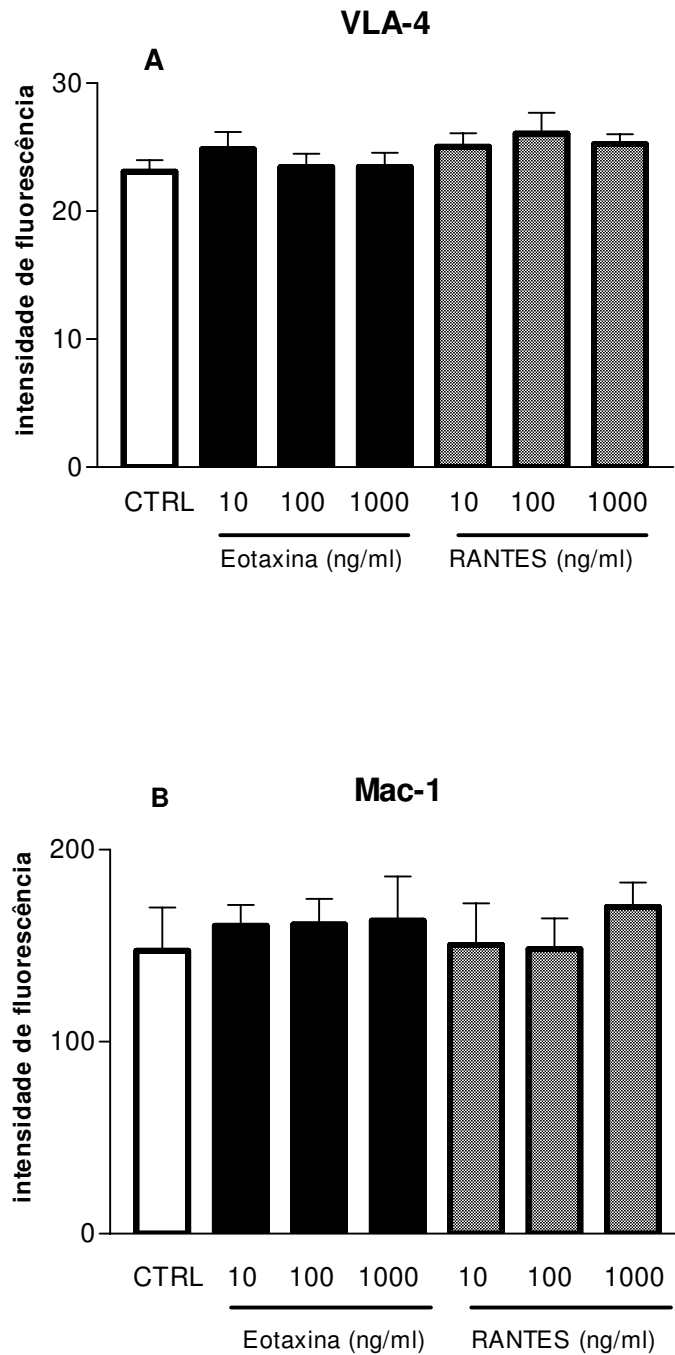 VLA-4
A
30
20
10
0
intensidade de fluorescência
CTRL 10 100 1000 10 100 1000
Eotaxina (ng/ml) RANTES (ng/ml)
B Mac-1
200
100
0
intensidade de fluorescência
CTRL 10 100 1000 10 100 1000
Eotaxina (ng/ml) RANTES (ng/ml)